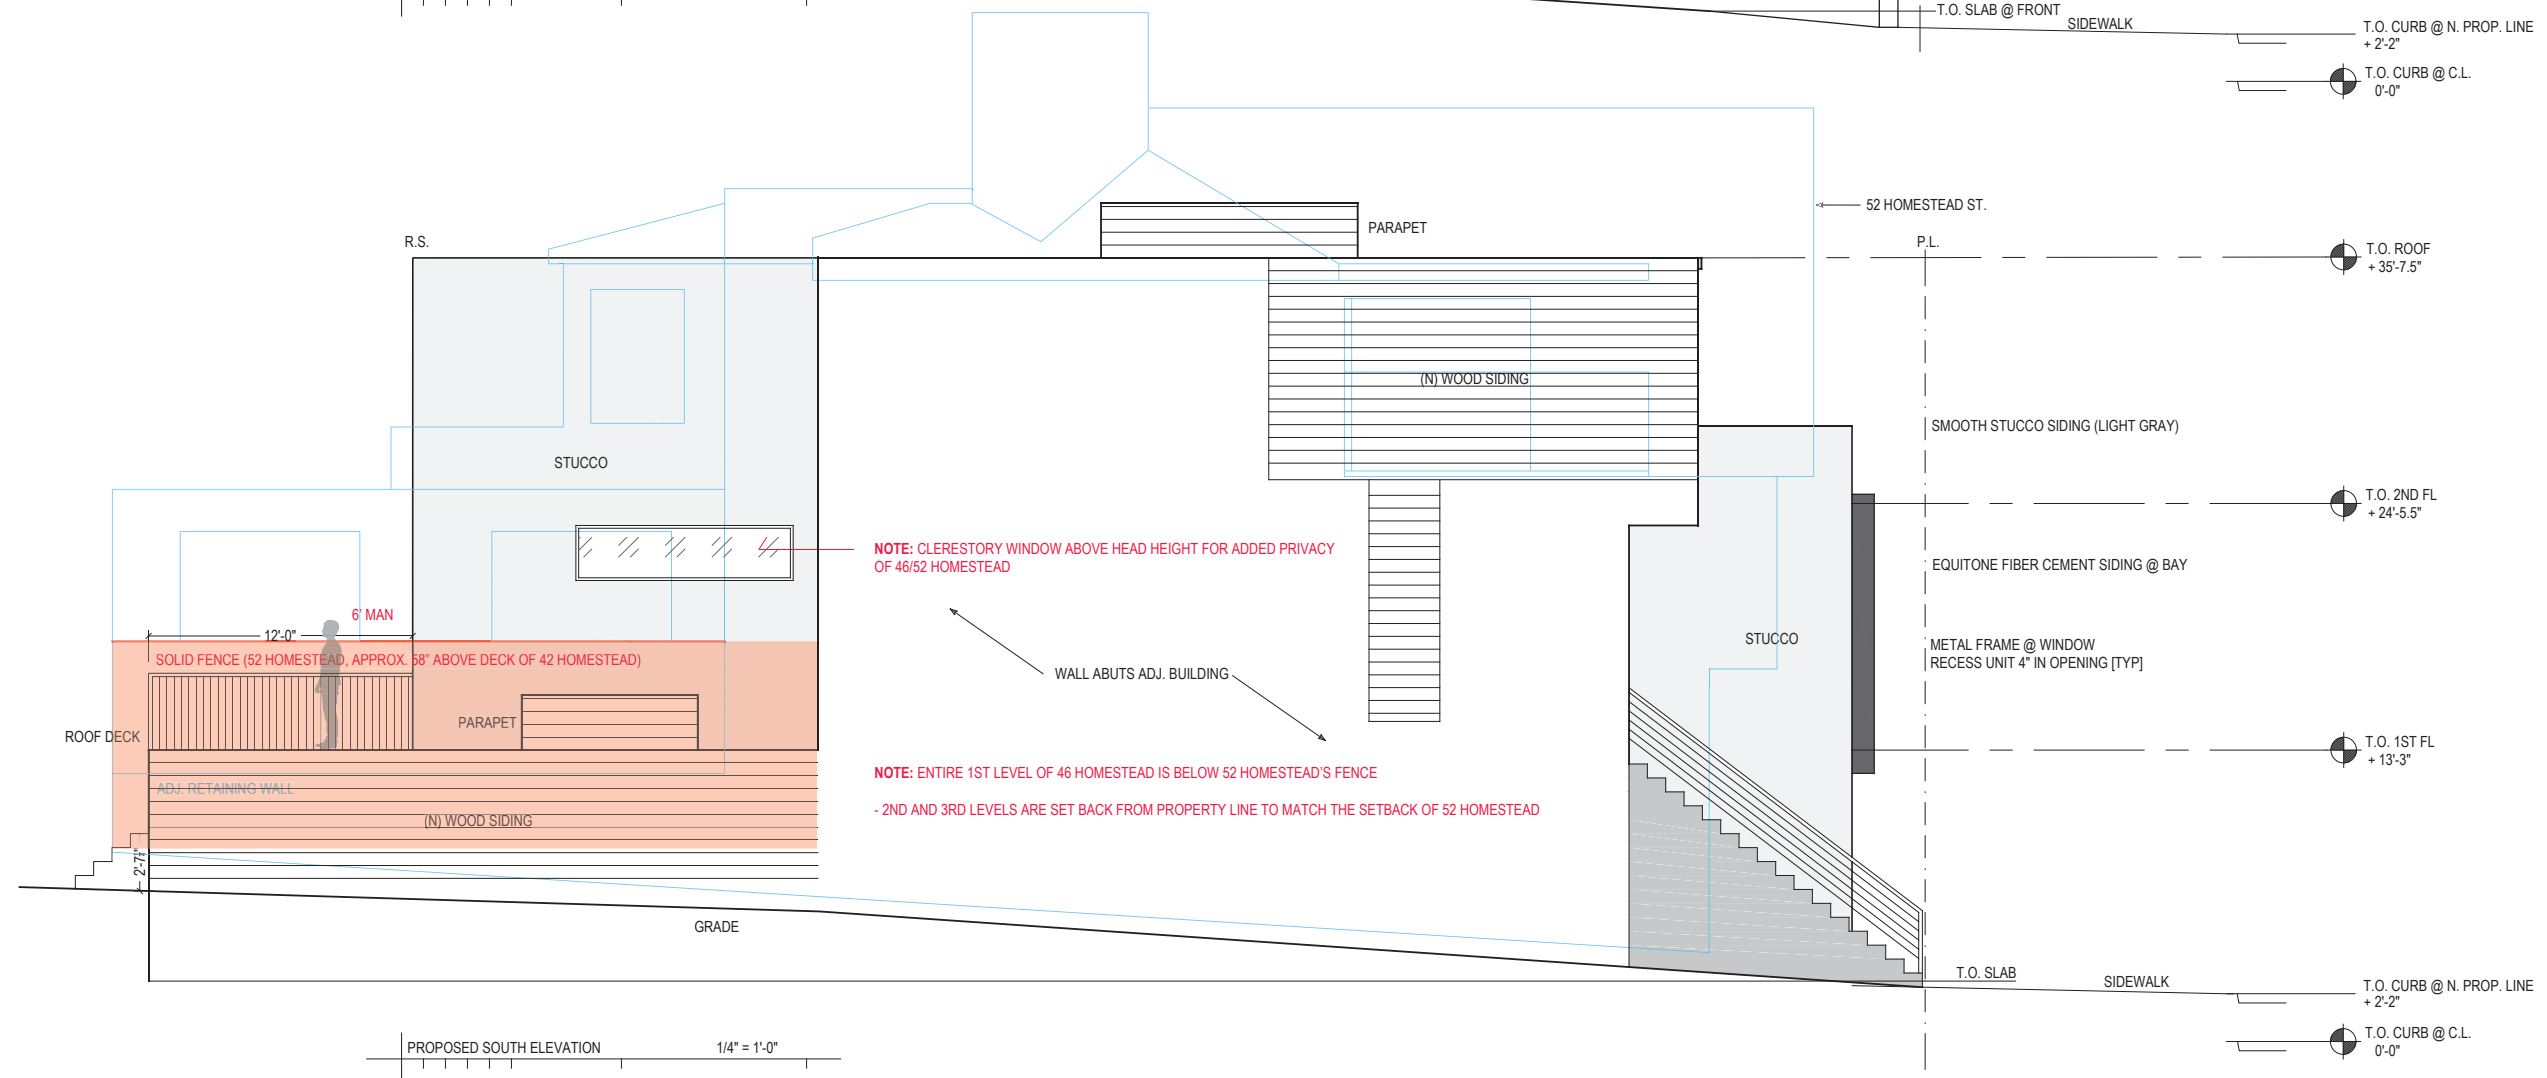 T.O. SLAB @ FRONT
SIDEWALK
T.O. CURB @ N. PROP. LINE
+ 2'-2"
T.O. CURB @ C.L.
0'-0"
52 HOMESTEAD ST.
PARAPET
R.S.
P.L.
T.O. ROOF
+ 35'-7.5"
(N) WOOD SIDING
SMOOTH STUCCO SIDING (LIGHT GRAY)
STUCCO
T.O. 2ND FL
+ 24'-5.5"
NOTE: CLERESTORY WINDOW ABOVE HEAD HEIGHT FOR ADDED PRIVACY
OF 46/52 HOMESTEAD
EQUITONE FIBER CEMENT SIDING @ BAY
6' MAN
12'-0"
STUCCO
METAL FRAME @ WINDOW
RECESS UNIT 4" IN OPENING [TYP]
SOLID FENCE (52 HOMESTEAD, APPROX. 58" ABOVE DECK OF 42 HOMESTEAD)
WALL ABUTS ADJ. BUILDING
PARAPET
ROOF DECK
T.O. 1ST FL
+ 13'-3"
NOTE: ENTIRE 1ST LEVEL OF 46 HOMESTEAD IS BELOW 52 HOMESTEAD'S FENCE
ADJ. RETAINING WALL
- 2ND AND 3RD LEVELS ARE SET BACK FROM PROPERTY LINE TO MATCH THE SETBACK OF 52 HOMESTEAD
(N) WOOD SIDING
2'-7"
GRADE
T.O. SLAB
SIDEWALK
T.O. CURB @ N. PROP. LINE
+ 2'-2"
T.O. CURB @ C.L.
0'-0"
PROPOSED SOUTH ELEVATION 1/4" = 1'-0"